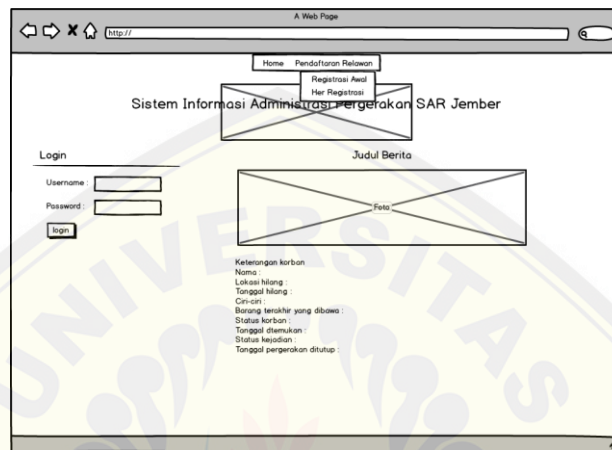 A Web Page
http://
Home Pendaftaran Relawan
Registrasi Awal
Her Registrasi
Sistem Informasi Administrasi Pergerakan SAR Jember
Login
Username :
Password :
login
Judul Berita
Foto
Keterangan korban
Nama :
Lokasi hilang :
Tanggal hilang :
Ciri-ciri :
Barang terakhir yang dibawa :
Status korban :
Tanggal dtemukan :
Status kejadian :
Tanggal pergerakan ditutup :
UNIVERSITAS